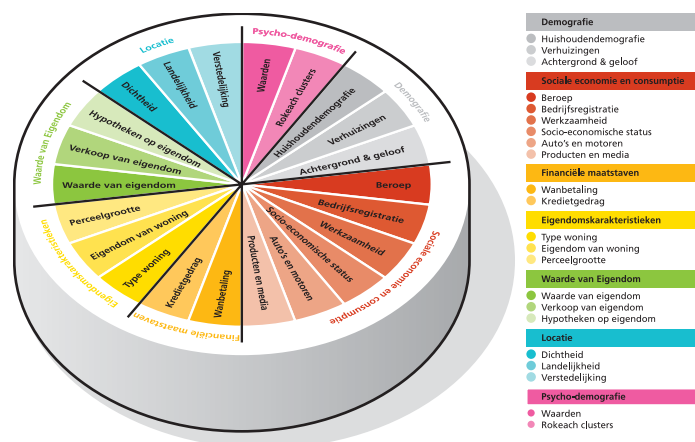 Locatie
Psycho-demografie
Demografie
Sociale economie en consumptie
Financiële maatstaven
Eigendomskarakteristieken
Waarde van Eigendom
Waarden
Rokeach clusters
Huishoudendemografie
Verhuizingen
Achtergrond & geloof
Beroep
Bedrijfsregistratie
Werkzaamheid
Socio-economische status
Auto's en motoren
Producten en media
Wanbetaling
Kredietgedrag
Type woning
Eigendom van woning
Perceelgrootte
Waarde van eigendom
Verkoop van eigendom
Hypotheken op eigendom
Dichtheid
Landelijkheid
Verstedelijking
Demografie
Huishoudendemografie
Verhuizingen
Achtergrond & geloof
Sociale economie en consumptie
Beroep
Bedrijfsregistratie
Werkzaamheid
Socio-economische status
Auto's en motoren
Producten en media
Financiële maatstaven
Wanbetaling
Kredietgedrag
Eigendomskarakteristieken
Type woning
Eigendom van woning
Perceelgrootte
Waarde van Eigendom
Waarde van eigendom
Verkoop van eigendom
Hypotheken op eigendom
Locatie
Dichtheid
Landelijkheid
Verstedelijking
Psycho-demografie
Waarden
Rokeach clusters